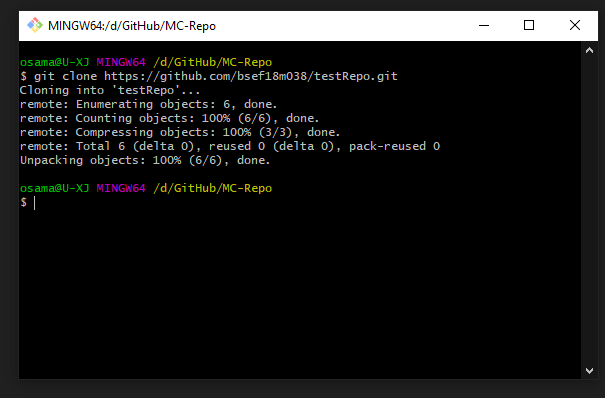 MINGW64:/d/GitHub/MC-Repo
osama@U-XJ MINGW64 /d/GitHub/MC-Repo
$ git clone https://github.com/bsef18m038/testRepo.git
Cloning into 'testRepo'...
remote: Enumerating objects: 6, done.
remote: Counting objects: 100% (6/6), done.
remote: Compressing objects: 100% (3/3), done.
remote: Total 6 (delta 0), reused 0 (delta 0), pack-reused 0
Unpacking objects: 100% (6/6), done.
osama@U-XJ MINGW64 /d/GitHub/MC-Repo
$